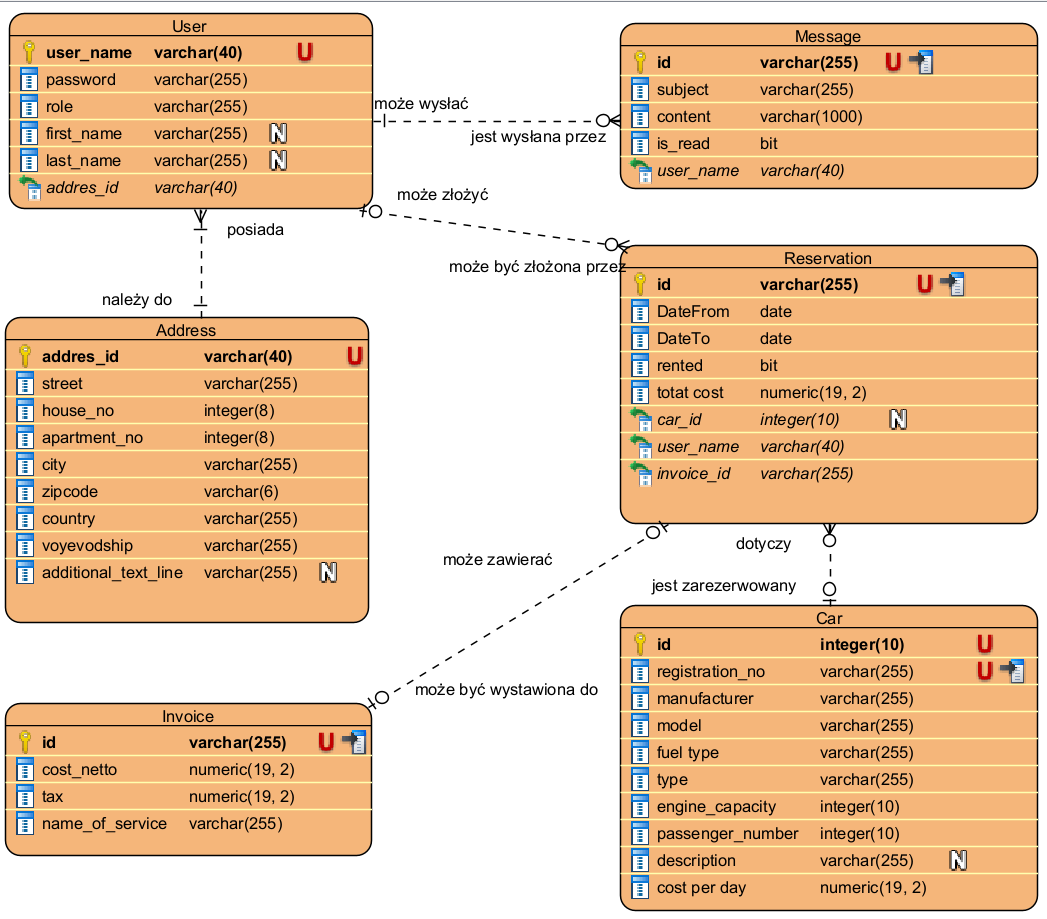 User
user_name varchar(40) U
password varchar(255)
role varchar(255)
first_name varchar(255) N
last_name varchar(255) N
addres_id varchar(40)
może wysłać
jest wysłana przez
Message
id varchar(255) U
subject varchar(255)
content varchar(1000)
is_read bit
user_name varchar(40)
może złożyć
może być złożona przez
posiada
należy do
Reservation
id varchar(255) U
DateFrom date
DateTo date
rented bit
totat cost numeric(19, 2)
car_id integer(10) N
user_name varchar(40)
invoice_id varchar(255)
Address
addres_id varchar(40) U
street varchar(255)
house_no integer(8)
apartment_no integer(8)
city varchar(255)
zipcode varchar(6)
country varchar(255)
voyevodship varchar(255)
additional_text_line varchar(255) N
może zawierać
może być wystawiona do
dotyczy
jest zarezerwowany
Invoice
id varchar(255) U
cost_netto numeric(19, 2)
tax numeric(19, 2)
name_of_service varchar(255)
Car
id integer(10) U
registration_no varchar(255) U
manufacturer varchar(255)
model varchar(255)
fuel type varchar(255)
type varchar(255)
engine_capacity integer(10)
passenger_number integer(10)
description varchar(255) N
cost per day numeric(19, 2)